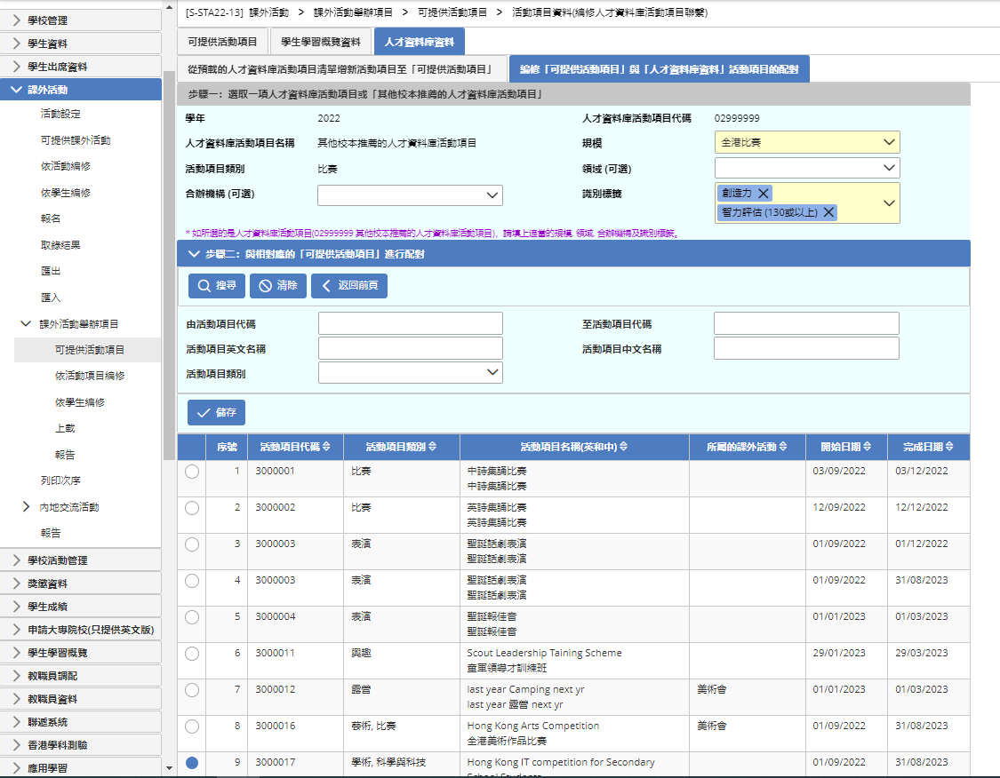 [S-STA22-13] 課外活動 > 課外活動舉辦項目 > 可提供活動項目 > 活動項目資料(編修人才資料庫活動項目聯繫)
學校管理
學生資料
學生出席資料
課外活動
活動設定
可提供課外活動
依活動編修
依學生編修
報名
取錄結果
匯出
匯入
課外活動舉辦項目
可提供活動項目
依活動項目編修
依學生編修
上載
報告
列印次序
內地交流活動
報告
學校活動管理
獎懲資料
學生成績
申請大專院校(只提供英文版)
學生學習概覽
教職員調配
教職員資料
聯遞系統
香港學科測驗
應用學習
可提供活動項目 學生學習概覽資料 人才資料庫資料
從預載的人才資料庫活動項目清單增新活動項目至「可提供活動項目」 編修「可提供活動項目」與「人才資料庫資料」活動項目的配對
步驟一：選取一項人才資料庫活動項目或「其他校本推薦的人才資料庫活動項目」
學年 2022 人才資料庫活動項目代碼 02999999
人才資料庫活動項目名稱 其他校本推薦的人才資料庫活動項目 規模 全港比賽
活動項目類別 比賽 領域 (可選)
合辦機構 (可選) 識別標籤 創造力
智力評估 (130或以上)
* 如所選的是人才資料庫活動項目(02999999 其他校本推薦的人才資料庫活動項目)，請填上適當的規模, 領域, 合辦機構及識別標籤。
步驟二：與相對應的「可提供活動項目」進行配對
搜尋 清除 返回前頁
由活動項目代碼 至活動項目代碼
活動項目英文名稱 活動項目中文名稱
活動項目類別
儲存
序號 活動項目代碼 活動項目類別 活動項目名稱(英和中) 所屬的課外活動 開始日期 完成日期
1 3000001 比賽 中詩集誦比賽 03/09/2022 03/12/2022
中詩集誦比賽
2 3000002 比賽 英詩集誦比賽 12/09/2022 12/12/2022
英詩集誦比賽
3 3000003 表演 聖誕話劇表演 01/09/2022 01/12/2022
聖誕話劇表演
4 3000003 表演 聖誕話劇表演 01/09/2022 31/08/2023
聖誕話劇表演
5 3000004 表演 聖誕報佳音 01/01/2023 01/03/2023
聖誕報佳音
6 3000011 興趣 Scout Leadership Taining Scheme 29/01/2023 29/03/2023
童軍領導才訓練班
7 3000012 露營 last year Camping next yr 美術會 01/01/2023 01/03/2023
last year 露營 next yr
8 3000016 藝術, 比賽 Hong Kong Arts Competition 美術會 01/09/2022 31/08/2023
全港美術作品比賽
9 3000017 學術, 科學與科技 Hong Kong IT competition for Secondary 01/09/2022 31/08/2023
School Students